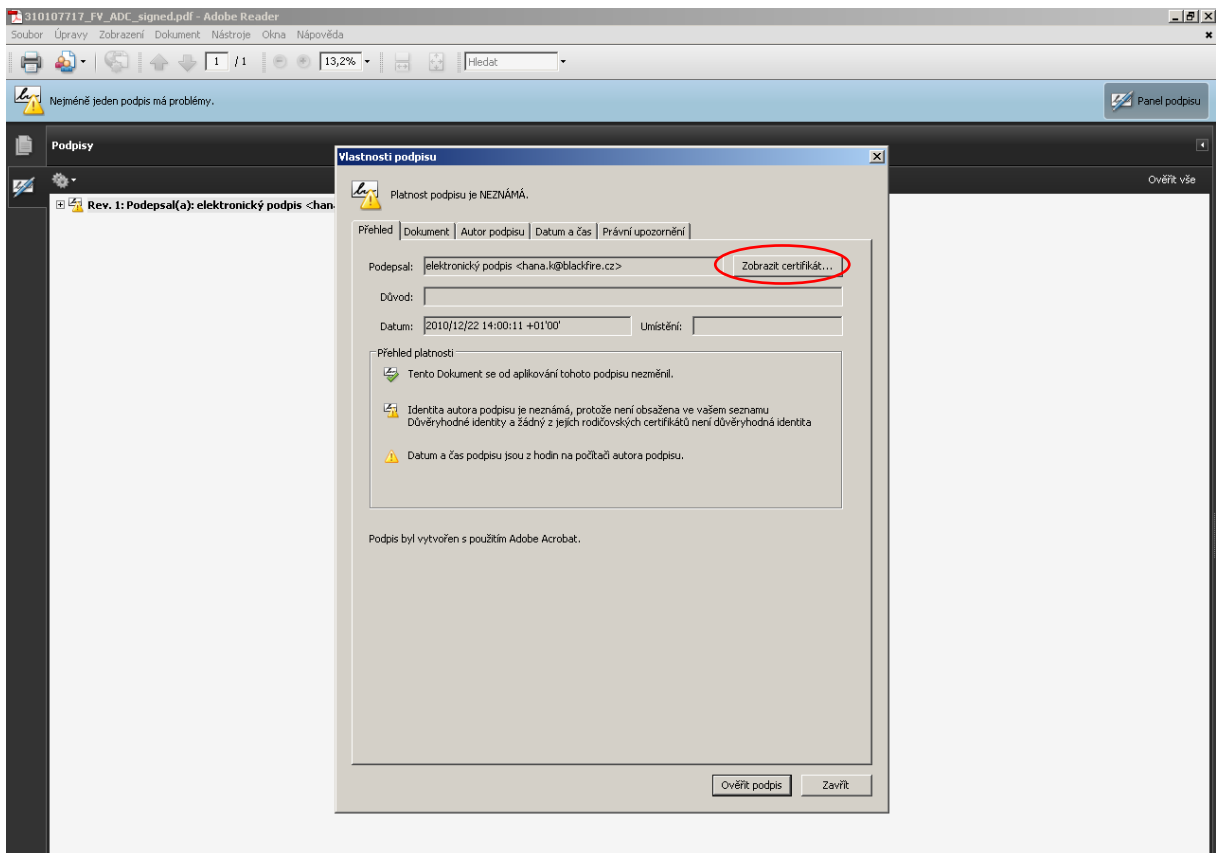 310107717_FV_ADC_signed.pdf - Adobe Reader
Soubor Úpravy Zobrazení Dokument Nástroje Okna Nápověda
1 / 1 13,2% Hledat
Nejméně jeden podpis má problémy.
Panel podpisu
Podpisy
Ověřit vše
Rev. 1: Podepsal(a): elektronický podpis <han
Vlastnosti podpisu
Platnost podpisu je NEZNÁMÁ.
Přehled Dokument Autor podpisu Datum a čas Právní upozornění
Podepsal: elektronický podpis <hana.k@blackfire.cz> Zobrazit certifikát...
Důvod:
Datum: 2010/12/22 14:00:11 +01'00' Umístění:
Přehled platnosti
Tento Dokument se od aplikování tohoto podpisu nezměnil.
Identita autora podpisu je neznámá, protože není obsažena ve vašem seznamu
Důvěryhodné identity a žádný z jejích rodičovských certifikátů není důvěryhodná identita
Datum a čas podpisu jsou z hodin na počítači autora podpisu.
Podpis byl vytvořen s použitím Adobe Acrobat.
Ověřit podpis Zavřít